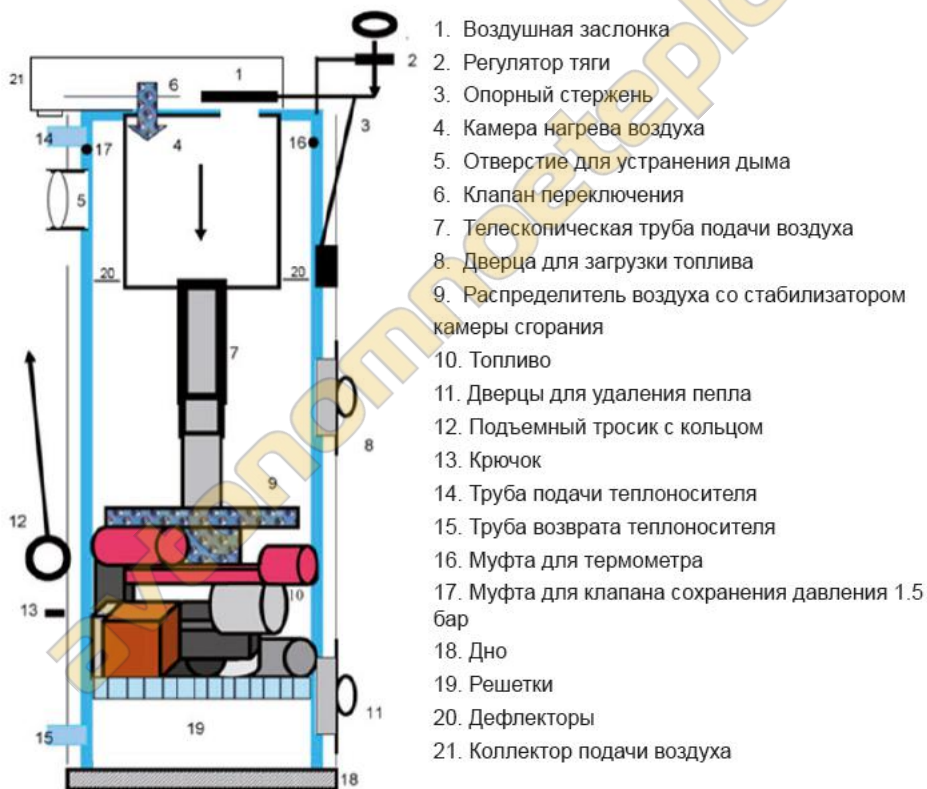 1. Воздушная заслонка
2. Регулятор тяги
3. Опорный стержень
4. Камера нагрева воздуха
5. Отверстие для устранения дыма
6. Клапан переключения
7. Телескопическая труба подачи воздуха
8. Дверца для загрузки топлива
9. Распределитель воздуха со стабилизатором
камеры сгорания
10. Топливо
11. Дверцы для удаления пепла
12. Подъемный тросик с кольцом
13. Крючок
14. Труба подачи теплоносителя
15. Труба возврата теплоносителя
16. Муфта для термометра
17. Муфта для клапана сохранения давления 1.5
бар
18. Дно
19. Решетки
20. Дефлекторы
21. Коллектор подачи воздуха
21
6
1
2
14
17
4
16
3
5
20
20
7
8
9
12
10
13
11
15
19
18
avtonomnoeteplo